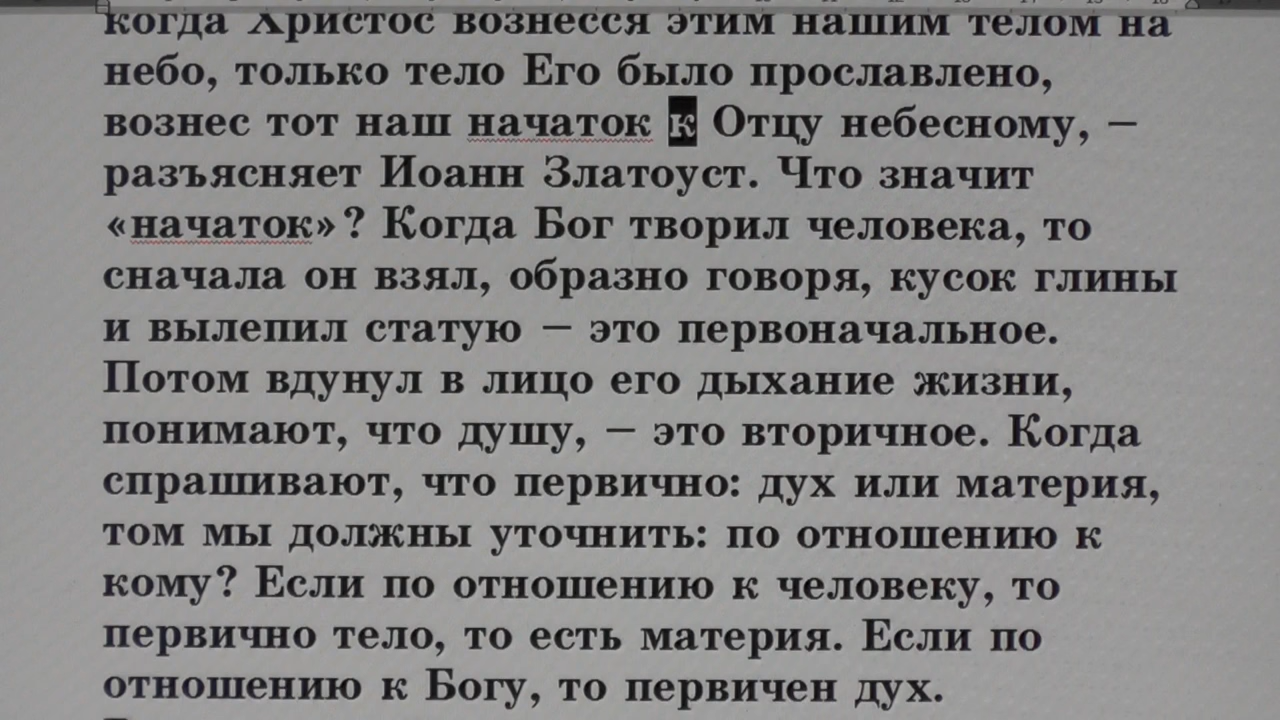 когда Христос вознесся этим нашим телом на
небо, только тело Его было прославлено,
вознес тот наш начаток к Отцу небесному, –
разъясняет Иоанн Златоуст. Что значит
«начаток»? Когда Бог творил человека, то
сначала он взял, образно говоря, кусок глины
и вылепил статую – это первоначальное.
Потом вдунул в лицо его дыхание жизни,
понимают, что душу, – это вторичное. Когда
спрашивают, что первично: дух или материя,
том мы должны уточнить: по отношению к
кому? Если по отношению к человеку, то
первично тело, то есть материя. Если по
отношению к Богу, то первичен дух.